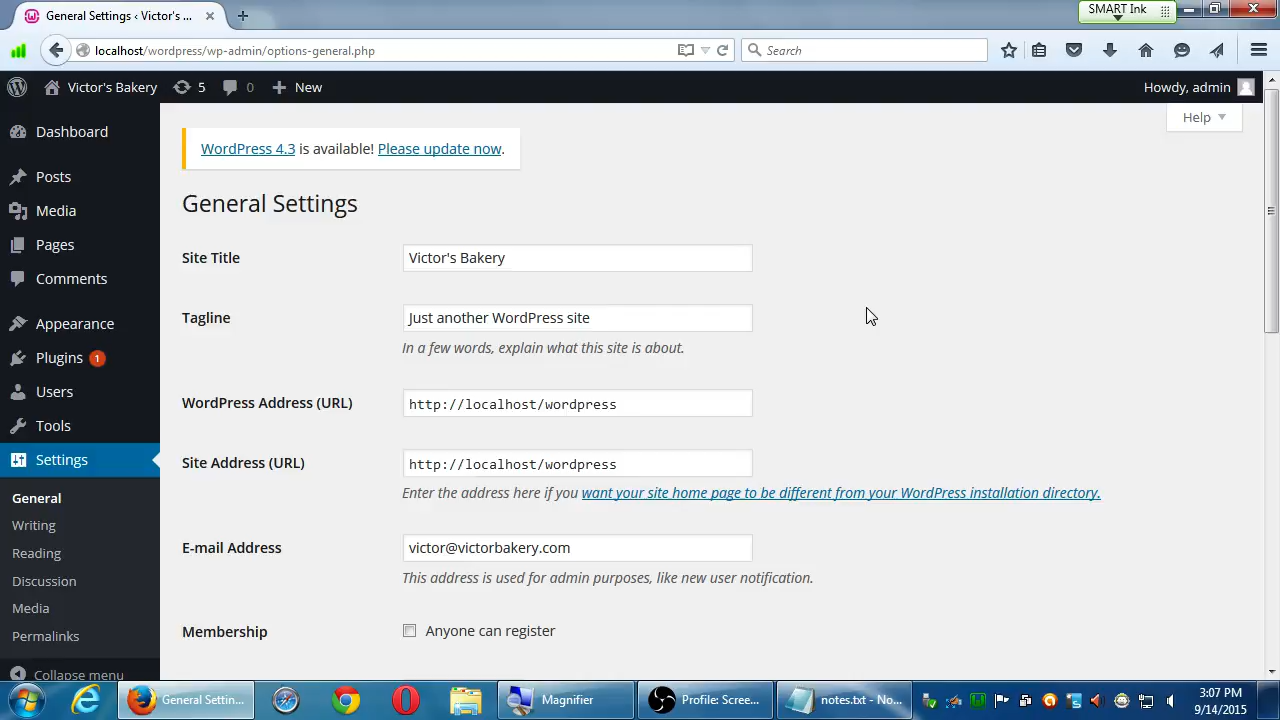 SMART Ink
General Settings ‹ Victor's ...
localhost/wordpress/wp-admin/options-general.php
Search
Victor's Bakery 5 0 New Howdy, admin
Help
Dashboard
Posts
Media
Pages
Comments
Appearance
Plugins 1
Users
Tools
Settings
General
Writing
Reading
Discussion
Media
Permalinks
Collapse menu
WordPress 4.3 is available! Please update now.
General Settings
Site Title Victor's Bakery
Tagline Just another WordPress site
In a few words, explain what this site is about.
WordPress Address (URL) http://localhost/wordpress
Site Address (URL) http://localhost/wordpress
Enter the address here if you want your site home page to be different from your WordPress installation directory.
E-mail Address victor@victorbakery.com
This address is used for admin purposes, like new user notification.
Membership Anyone can register
General Settin... Magnifier Profile: Scree... notes.txt - No...
3:07 PM
9/14/2015